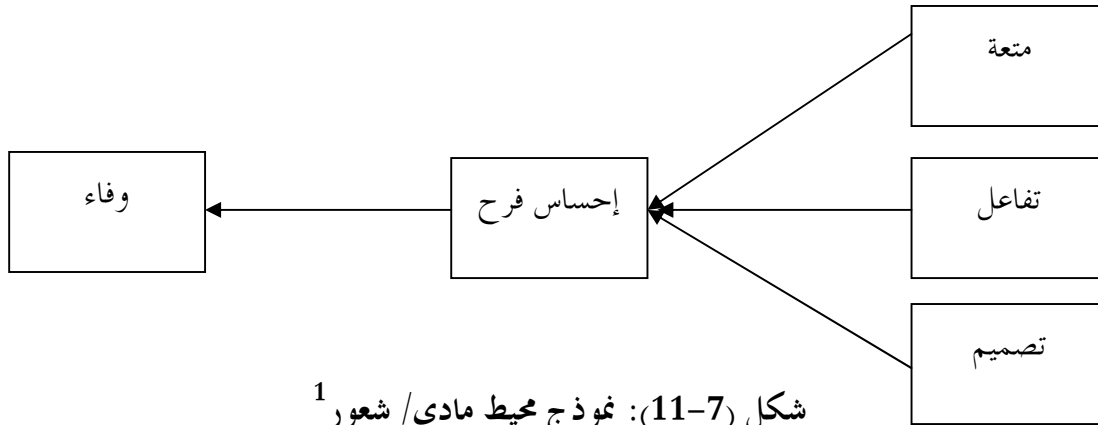 متعة
تفاعل
تصميم
إحساس فرح
وفاء
شكل (7-11): نموذج محيط مادي/ شعور 1